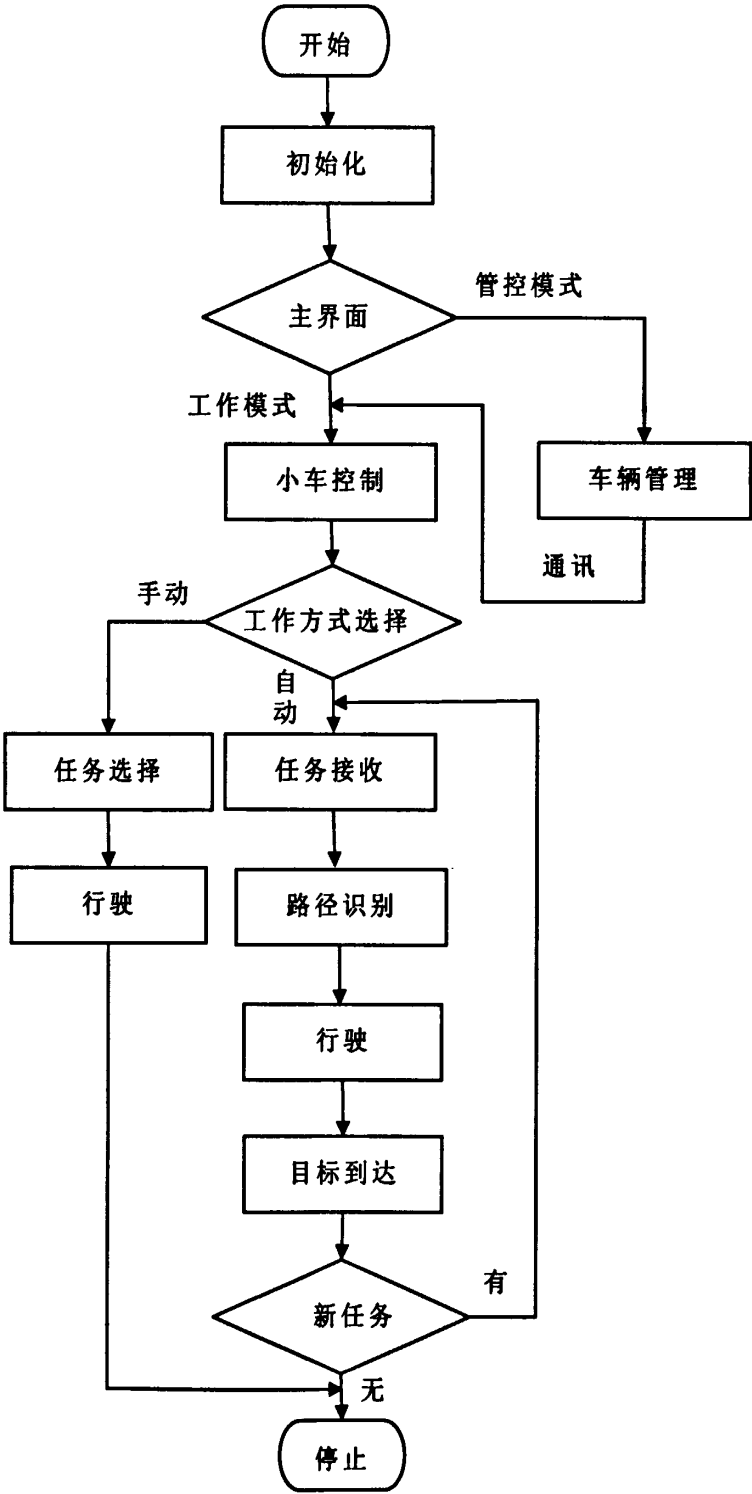 开始
初始化
管控模式
主界面
工作模式
小车控制
车辆管理
通讯
手动
工作方式选择
自
动
任务选择
任务接收
行驶
路径识别
行驶
目标到达
有
新任务
无
停止